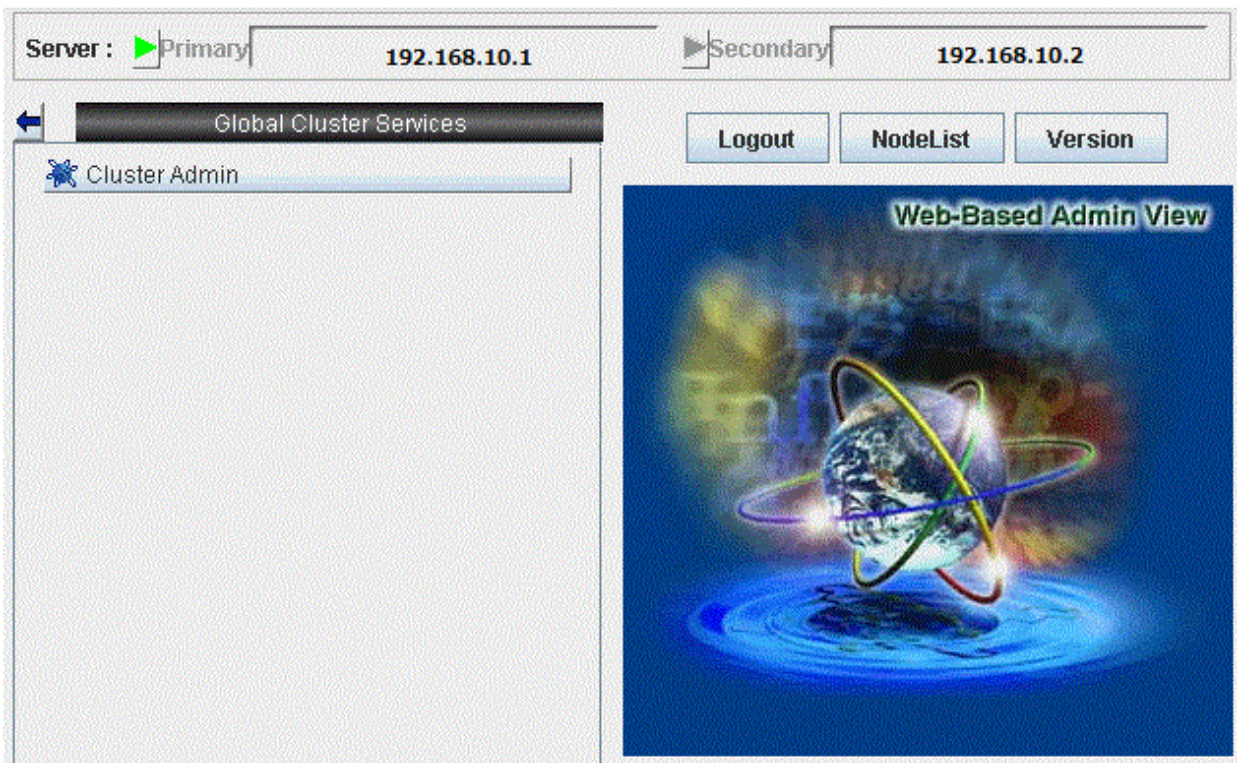 Server : Primary 192.168.10.1 Secondary 192.168.10.2
Global Cluster Services
Logout NodeList Version
Cluster Admin
Web-Based Admin View